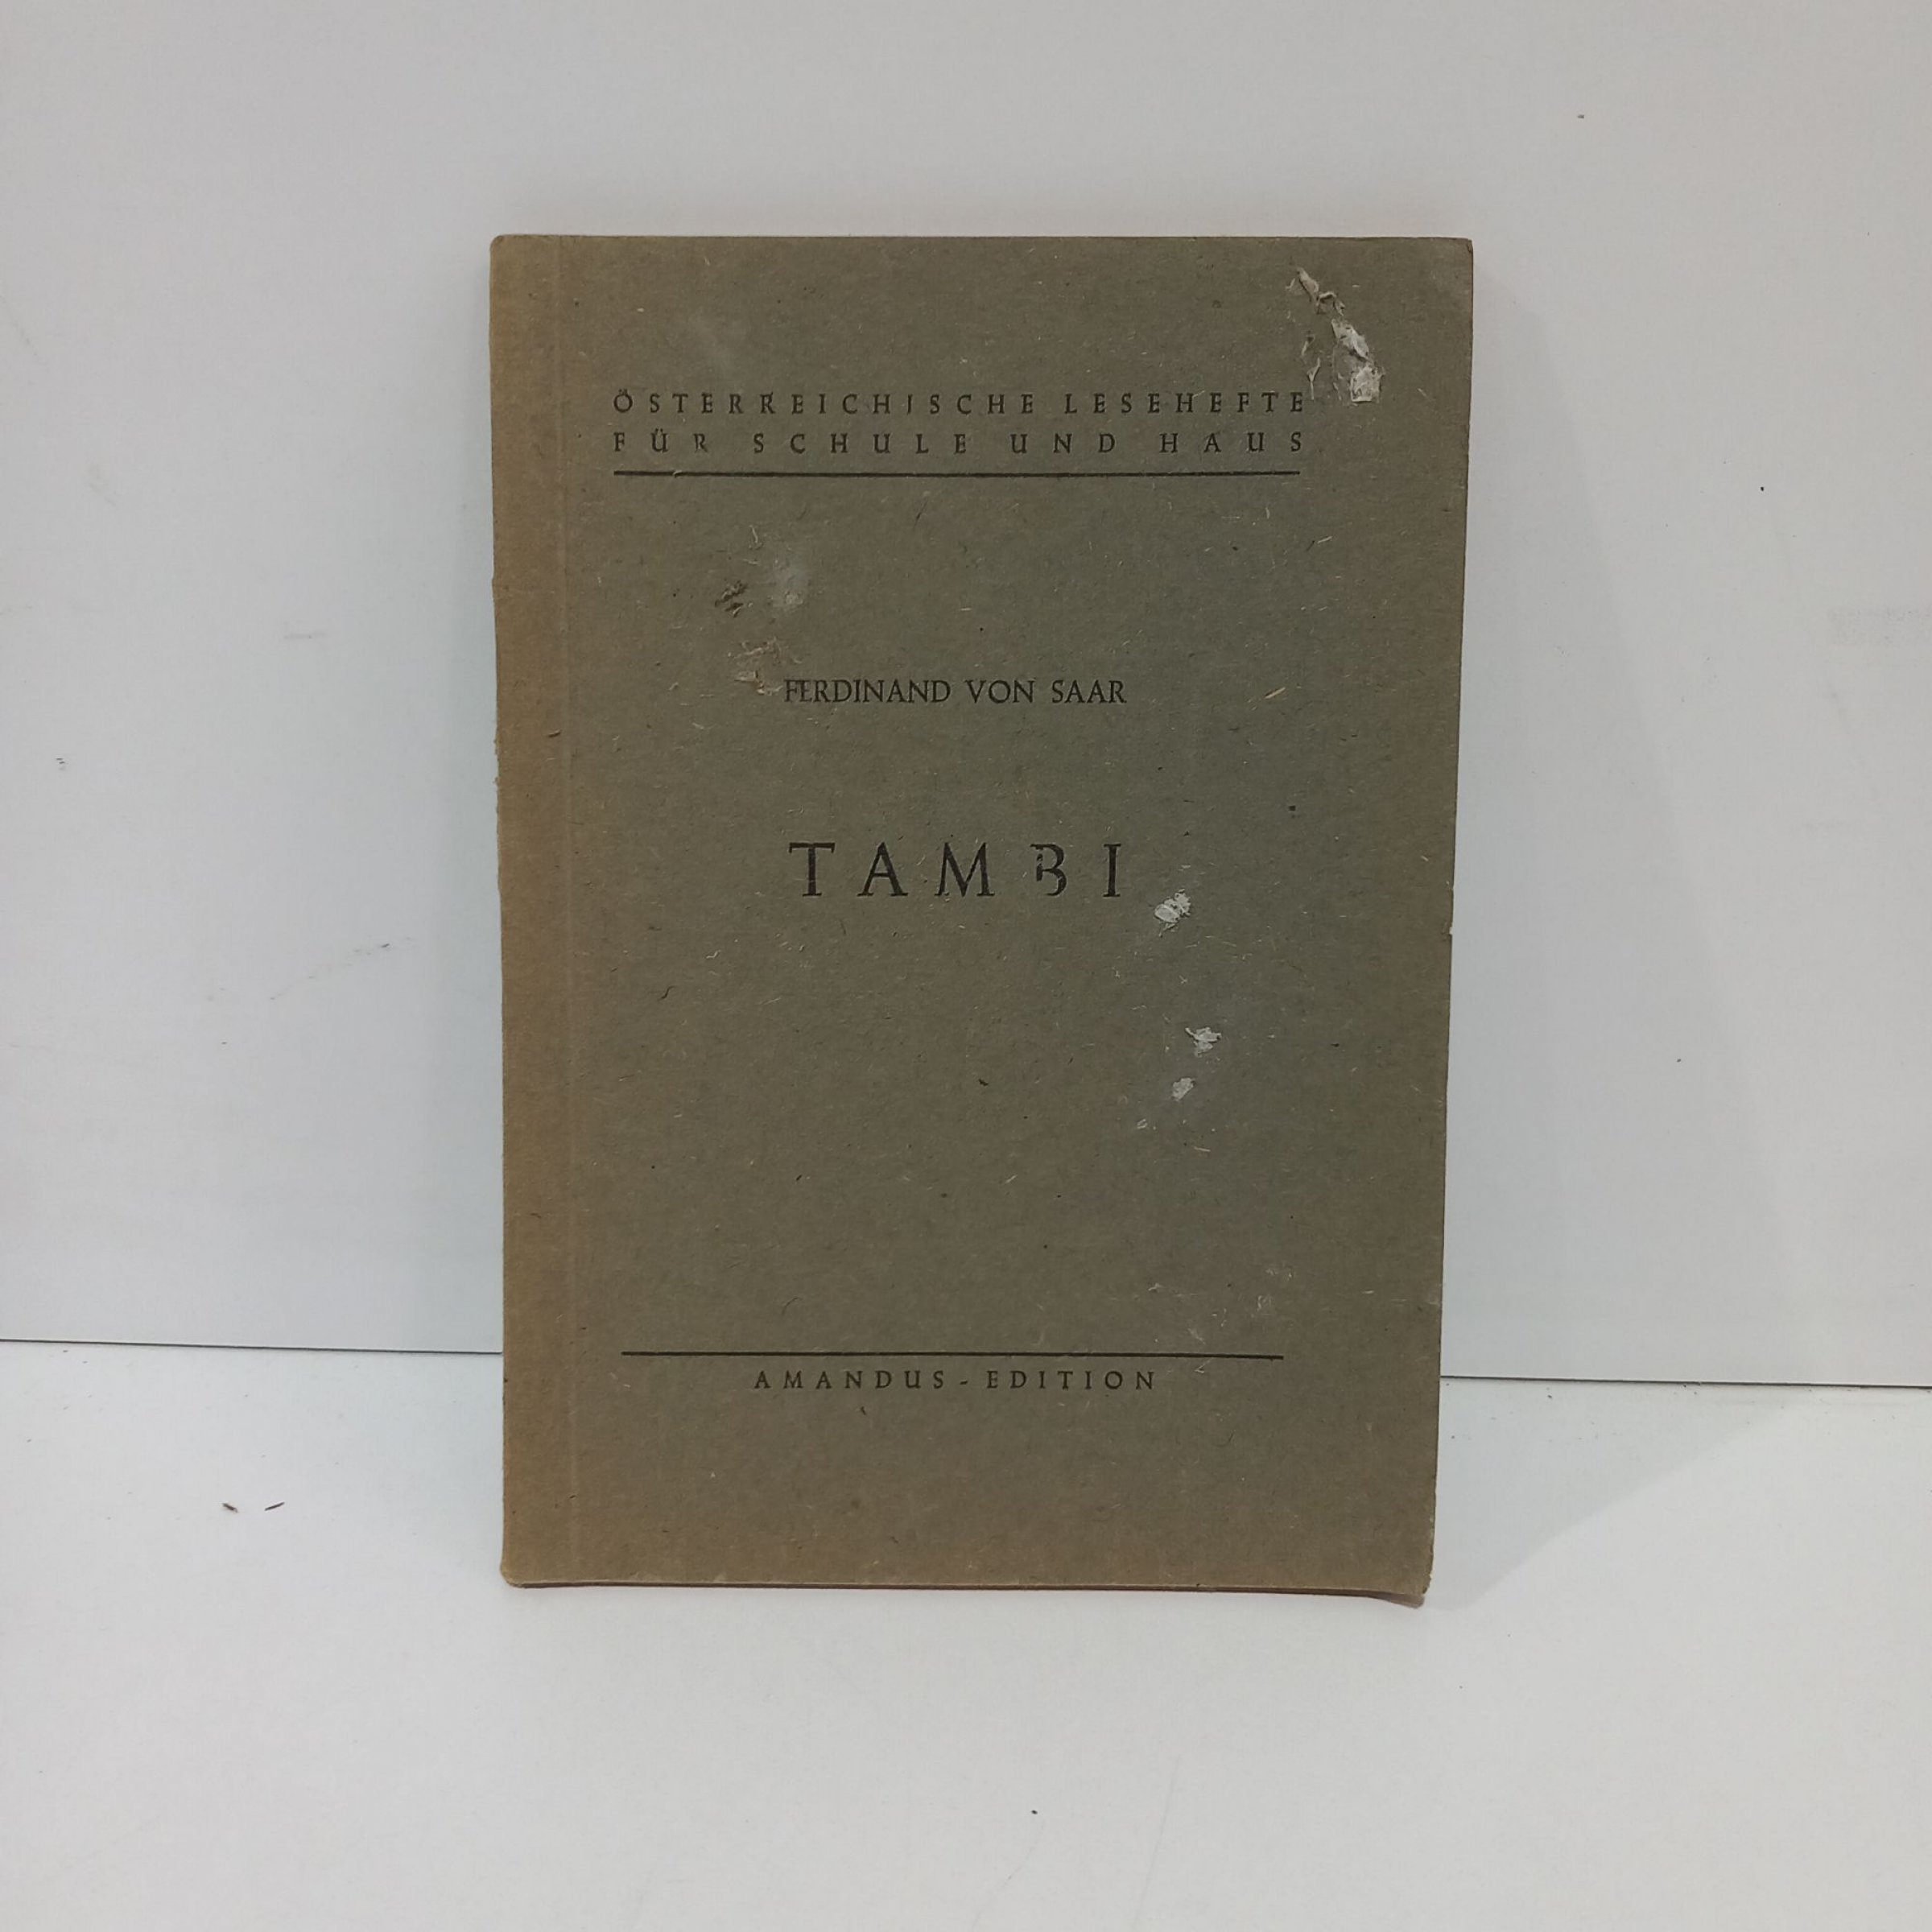 ÖSTERREICHISCHE LESEHEFTE
FÜR SCHULE UND HAUS
FERDINAND VON SAAR
TAMBI
AMANDUS-EDITION